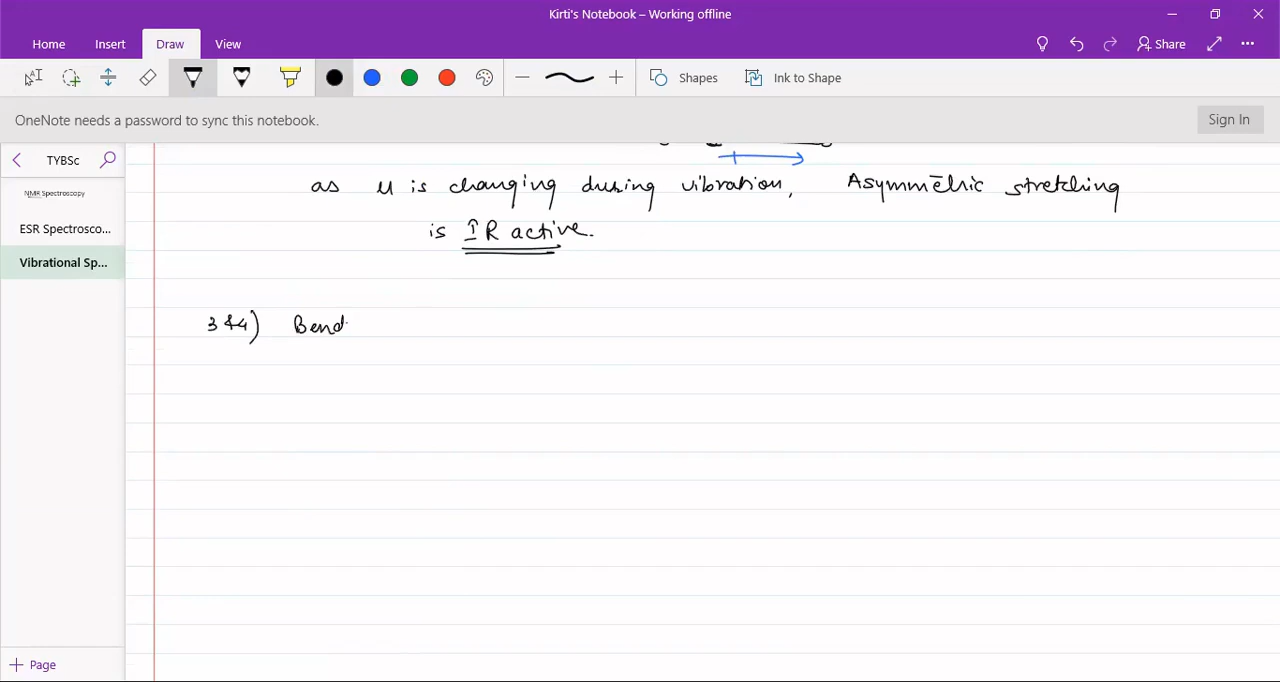 Kirti's Notebook – Working offline
Home Insert Draw View Share
Shapes Ink to Shape
OneNote needs a password to sync this notebook. Sign In
TYBSc
NMR Spectroscopy
ESR Spectrosco...
Vibrational Sp...
as μ is changing during vibration, Asymmetric stretching
is IR active.
3 & 4) Bend
Page